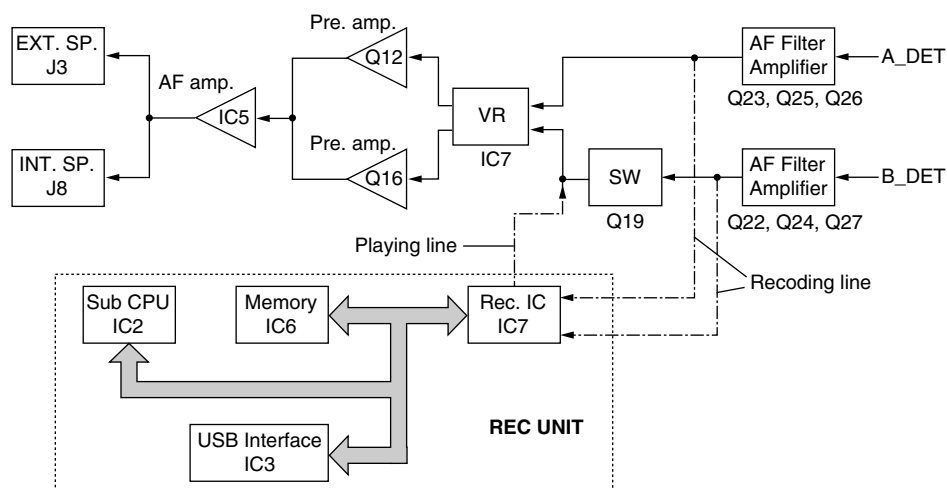 EXT. SP.
J3
AF amp.
IC5
INT. SP.
J8
Pre. amp.
Q12
Pre. amp.
Q16
VR
IC7
SW
Q19
AF Filter
Amplifier
Q23, Q25, Q26
A_DET
AF Filter
Amplifier
Q22, Q24, Q27
B_DET
Playing line
Recoding line
Sub CPU
IC2
Memory
IC6
Rec. IC
IC7
USB Interface
IC3
REC UNIT